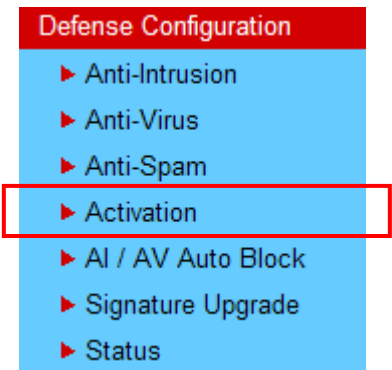 Defense Configuration
Anti-Intrusion
Anti-Virus
Anti-Spam
Activation
AI / AV Auto Block
Signature Upgrade
Status